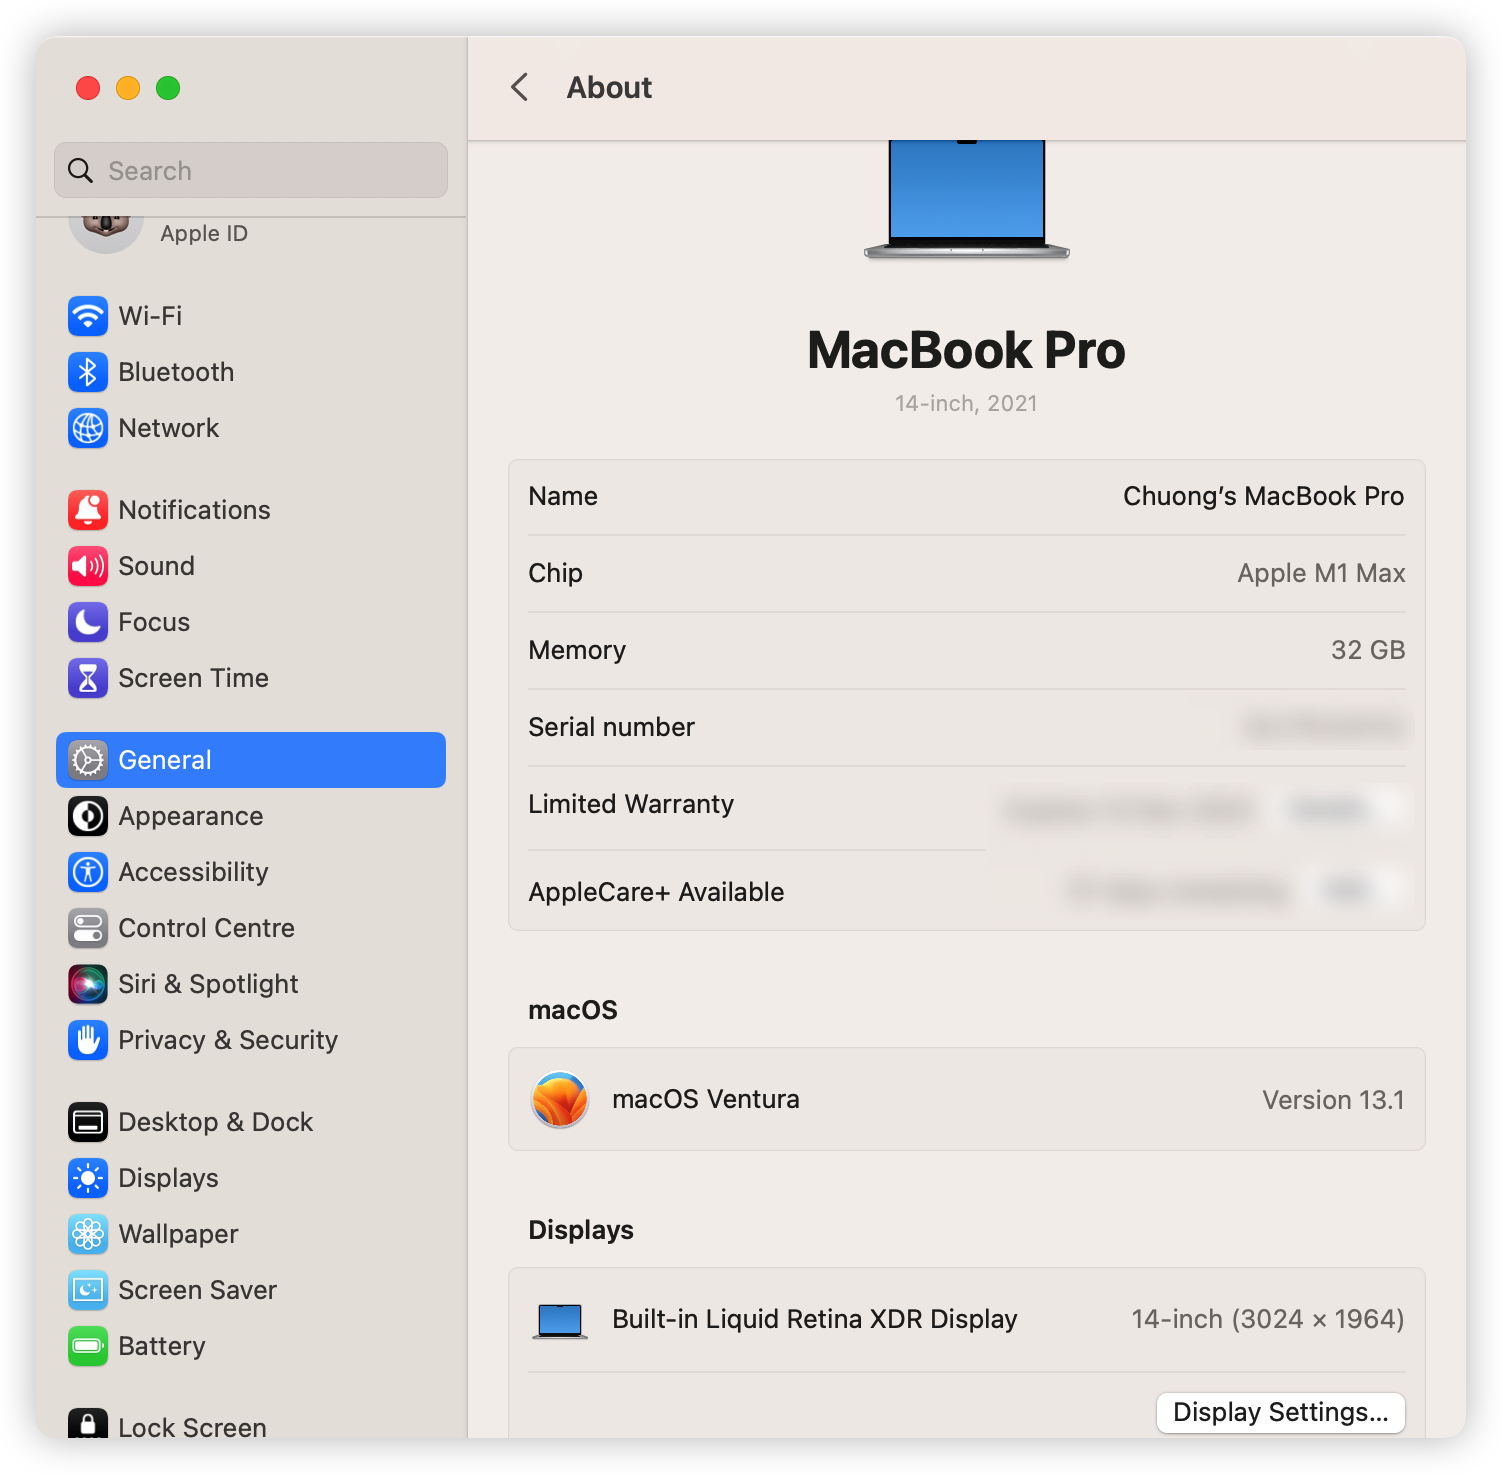 About
Search
Apple ID
Wi-Fi
Bluetooth
Network
Notifications
Sound
Focus
Screen Time
General
Appearance
Accessibility
Control Centre
Siri & Spotlight
Privacy & Security
Desktop & Dock
Displays
Wallpaper
Screen Saver
Battery
Lock Screen
MacBook Pro
14-inch, 2021
Name Chuong’s MacBook Pro
Chip Apple M1 Max
Memory 32 GB
Serial number
Limited Warranty
AppleCare+ Available
macOS
macOS Ventura Version 13.1
Displays
Built-in Liquid Retina XDR Display 14-inch (3024 × 1964)
Display Settings...